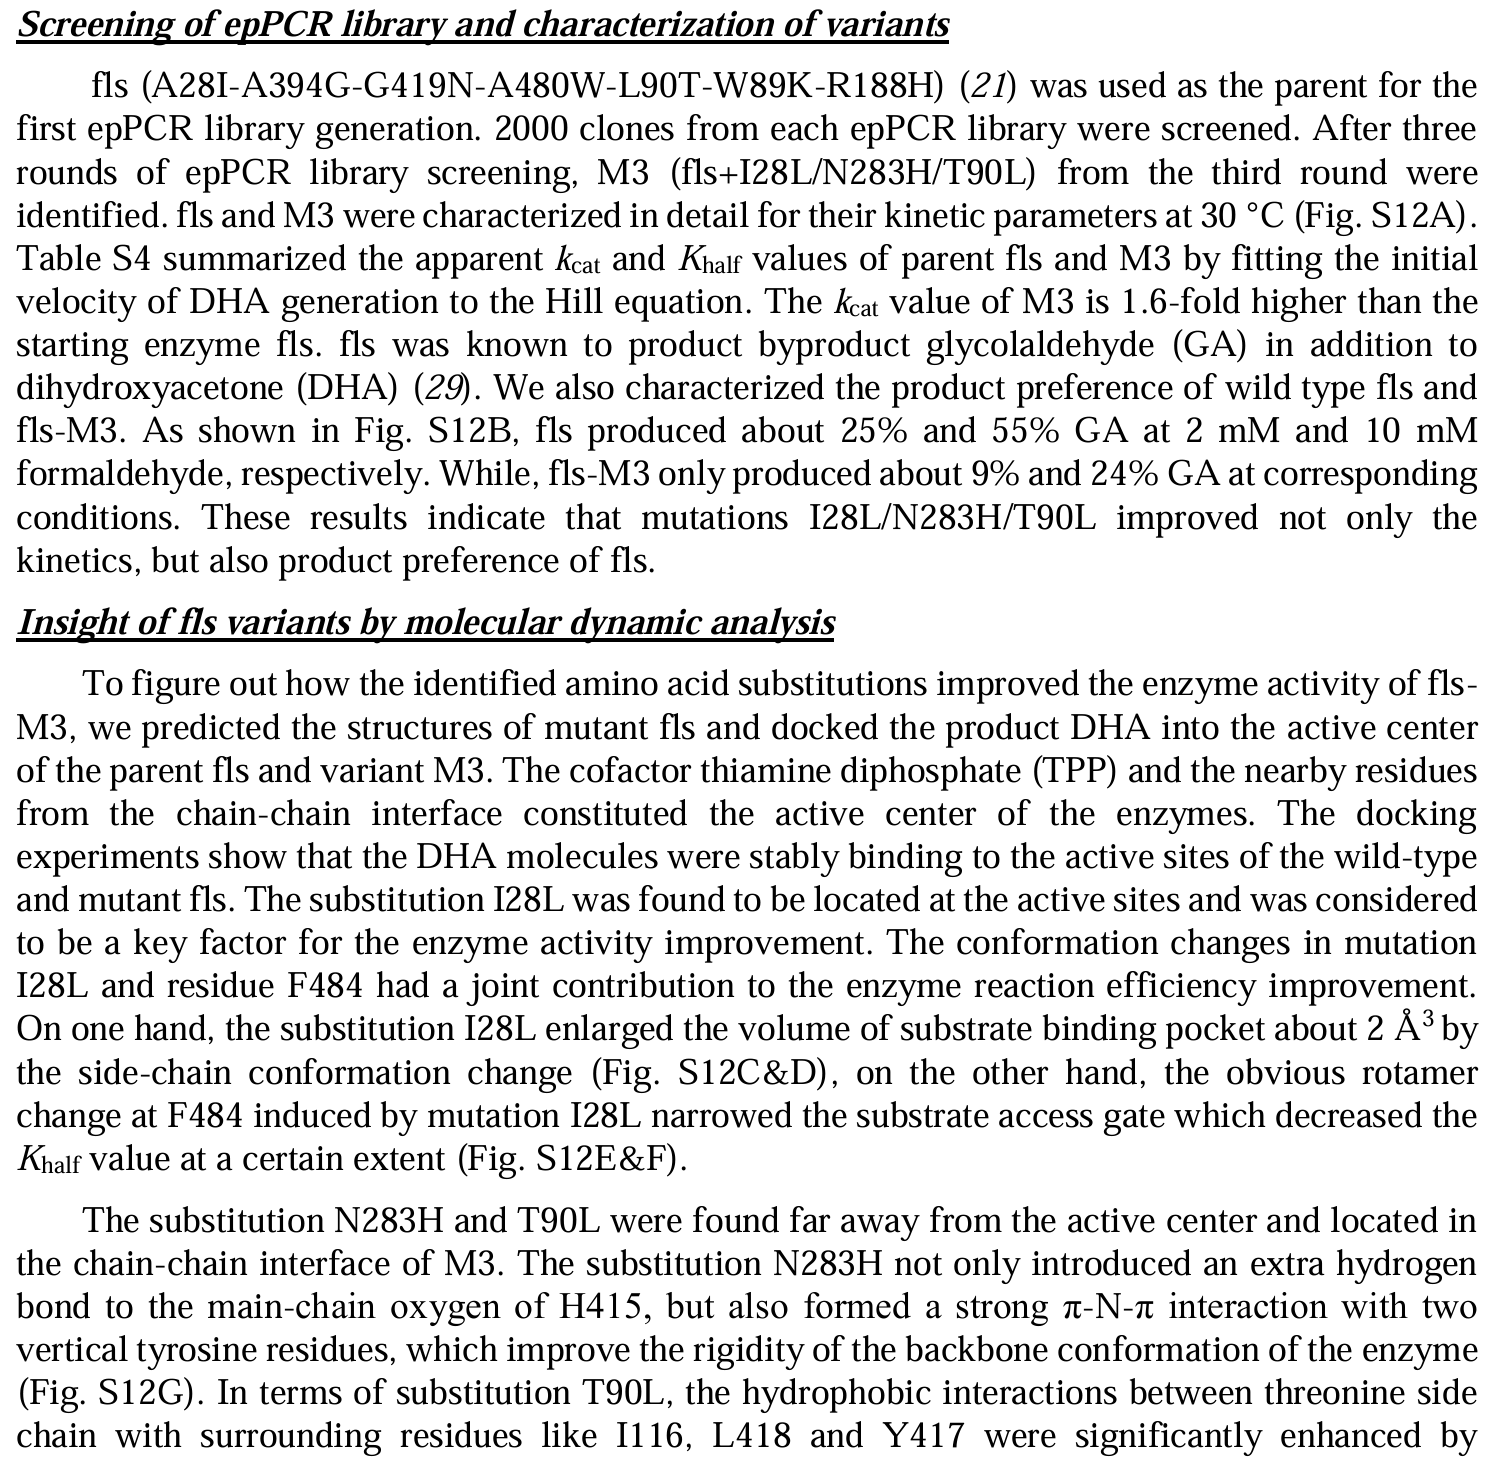 Screening of epPCR library and characterization of variants
fls (A28I-A394G-G419N-A480W-L90T-W89K-R188H) (21) was used as the parent for the
first epPCR library generation. 2000 clones from each epPCR library were screened. After three
rounds of epPCR library screening, M3 (fls+I28L/N283H/T90L) from the third round were
identified. fls and M3 were characterized in detail for their kinetic parameters at 30 °C (Fig. S12A).
Table S4 summarized the apparent kcat and Khalf values of parent fls and M3 by fitting the initial
velocity of DHA generation to the Hill equation. The kcat value of M3 is 1.6-fold higher than the
starting enzyme fls. fls was known to product byproduct glycolaldehyde (GA) in addition to
dihydroxyacetone (DHA) (29). We also characterized the product preference of wild type fls and
fls-M3. As shown in Fig. S12B, fls produced about 25% and 55% GA at 2 mM and 10 mM
formaldehyde, respectively. While, fls-M3 only produced about 9% and 24% GA at corresponding
conditions. These results indicate that mutations I28L/N283H/T90L improved not only the
kinetics, but also product preference of fls.
Insight of fls variants by molecular dynamic analysis
To figure out how the identified amino acid substitutions improved the enzyme activity of fls-
M3, we predicted the structures of mutant fls and docked the product DHA into the active center
of the parent fls and variant M3. The cofactor thiamine diphosphate (TPP) and the nearby residues
from the chain-chain interface constituted the active center of the enzymes. The docking
experiments show that the DHA molecules were stably binding to the active sites of the wild-type
and mutant fls. The substitution I28L was found to be located at the active sites and was considered
to be a key factor for the enzyme activity improvement. The conformation changes in mutation
I28L and residue F484 had a joint contribution to the enzyme reaction efficiency improvement.
On one hand, the substitution I28L enlarged the volume of substrate binding pocket about 2 Å³ by
the side-chain conformation change (Fig. S12C&D), on the other hand, the obvious rotamer
change at F484 induced by mutation I28L narrowed the substrate access gate which decreased the
Khalf value at a certain extent (Fig. S12E&F).
The substitution N283H and T90L were found far away from the active center and located in
the chain-chain interface of M3. The substitution N283H not only introduced an extra hydrogen
bond to the main-chain oxygen of H415, but also formed a strong π-N-π interaction with two
vertical tyrosine residues, which improve the rigidity of the backbone conformation of the enzyme
(Fig. S12G). In terms of substitution T90L, the hydrophobic interactions between threonine side
chain with surrounding residues like I116, L418 and Y417 were significantly enhanced by